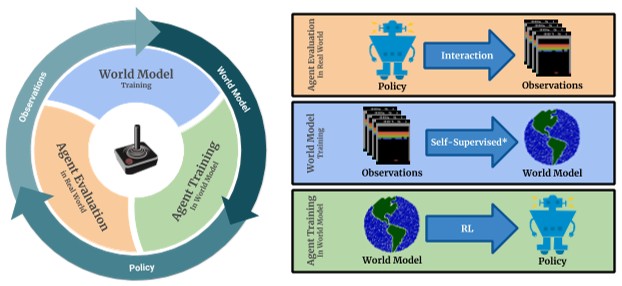 World Model
Training
World Model
Observations
Agent Evaluation
in Real World
Agent Training
In World Model
Policy
Agent Evaluation
In Real World
Interaction
Policy
Observations
World Model
Training
Self-Supervised*
Observations
World Model
Agent Training
In World Model
RL
World Model
Policy